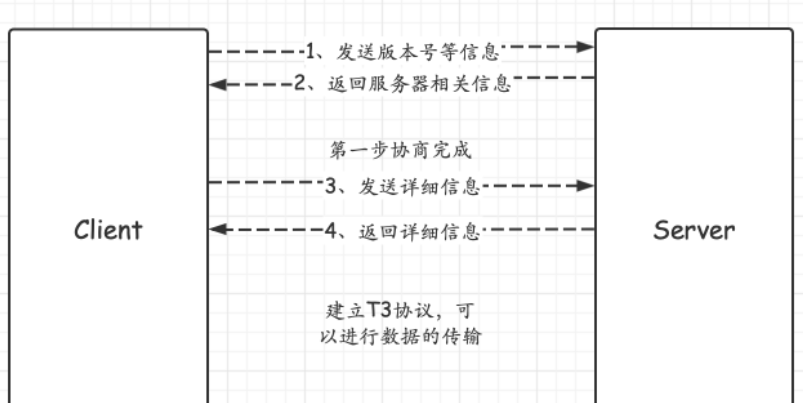 1、发送版本号等信息
2、返回服务器相关信息
第一步协商完成
3、发送详细信息
Client
4、返回详细信息
Server
建立T3协议，可
以进行数据的传输